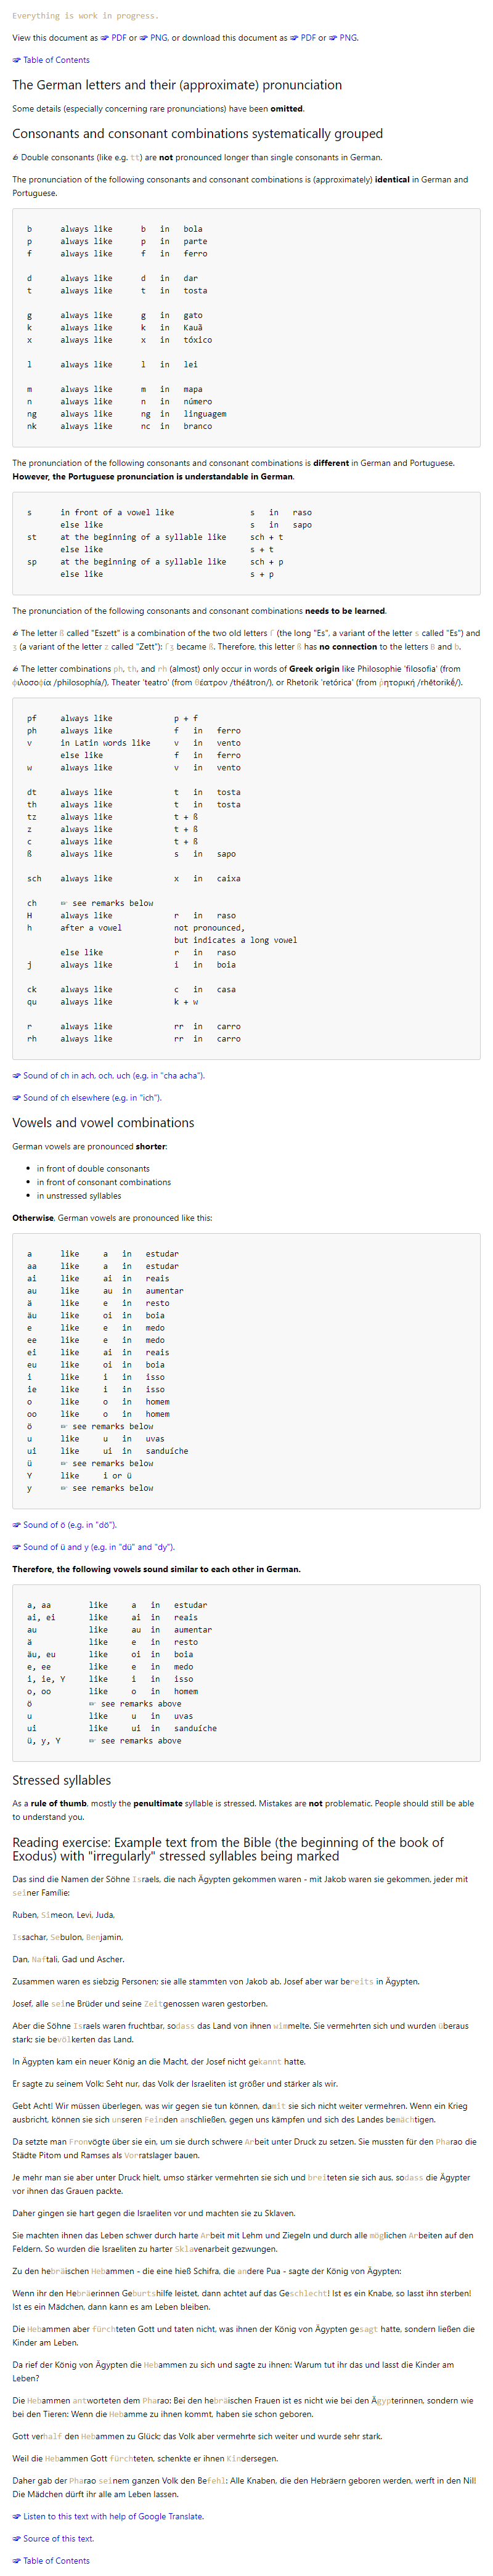 Everything is work in progress.
View this document as ☞ PDF or ☞ PNG, or download this document as ☞ PDF or ☞ PNG.
☞ Table of Contents
The German letters and their (approximate) pronunciation
Some details (especially concerning rare pronunciations) have been omitted.
Consonants and consonant combinations systematically grouped
✍ Double consonants (like e.g. tt) are not pronounced longer than single consonants in German.
The pronunciation of the following consonants and consonant combinations is (approximately) identical in German and
Portuguese.
b always like b in bola
p always like p in parte
f always like f in ferro
d always like d in dar
t always like t in tosta
g always like g in gato
k always like k in Kauã
x always like x in tóxico
l always like l in lei
m always like m in mapa
n always like n in número
ng always like ng in linguagem
nk always like nc in branco
The pronunciation of the following consonants and consonant combinations is different in German and Portuguese.
However, the Portuguese pronunciation is understandable in German.
s in front of a vowel like s in raso
else like s in sapo
st at the beginning of a syllable like sch + t
else like s + t
sp at the beginning of a syllable like sch + p
else like s + p
The pronunciation of the following consonants and consonant combinations needs to be learned.
✍ The letter ß called "Eszett" is a combination of the two old letters ſ (the long "Es", a variant of the letter s called "Es") and
ʒ (a variant of the letter z called "Zett"): ſʒ became ß. Therefore, this letter ß has no connection to the letters B and b.
✍ The letter combinations ph, th, and rh (almost) only occur in words of Greek origin like Philosophie 'filosofia' (from
φιλοσοφία /philosophía/), Theater 'teatro' (from θέατρον /théātron/), or Rhetorik 'retórica' (from ῥητορική /rhētorikḗ/).
pf always like p + f
ph always like f in ferro
v in Latin words like v in vento
else like f in ferro
w always like v in vento
dt always like t in tosta
th always like t in tosta
tz always like t + ß
z always like t + ß
c always like t + ß
ß always like s in sapo
sch always like x in caixa
ch ☞ see remarks below
H always like r in raso
h after a vowel not pronounced,
but indicates a long vowel
else like r in raso
j always like i in boia
ck always like c in casa
qu always like k + w
r always like rr in carro
rh always like rr in carro
☞ Sound of ch in ach, och, uch (e.g. in "cha acha").
☞ Sound of ch elsewhere (e.g. in "ich").
Vowels and vowel combinations
German vowels are pronounced shorter:
• in front of double consonants
• in front of consonant combinations
• in unstressed syllables
Otherwise, German vowels are pronounced like this:
a like a in estudar
aa like a in estudar
ai like ai in reais
au like au in aumentar
ä like e in resto
äu like oi in boia
e like e in medo
ee like e in medo
ei like ai in reais
eu like oi in boia
i like i in isso
ie like i in isso
o like o in homem
oo like o in homem
ö ☞ see remarks below
u like u in uvas
ui like ui in sanduíche
ü ☞ see remarks below
Y like i or ü
y ☞ see remarks below
☞ Sound of ö (e.g. in "dö").
☞ Sound of ü and y (e.g. in "dü" and "dy").
Therefore, the following vowels sound similar to each other in German.
a, aa like a in estudar
ai, ei like ai in reais
au like au in aumentar
ä like e in resto
äu, eu like oi in boia
e, ee like e in medo
i, ie, Y like i in isso
o, oo like o in homem
ö ☞ see remarks above
u like u in uvas
ui like ui in sanduíche
ü, y, Y ☞ see remarks above
Stressed syllables
As a rule of thumb, mostly the penultimate syllable is stressed. Mistakes are not problematic. People should still be able
to understand you.
Reading exercise: Example text from the Bible (the beginning of the book of
Exodus) with "irregularly" stressed syllables being marked
Das sind die Namen der Söhne Israels, die nach Ägypten gekommen waren - mit Jakob waren sie gekommen, jeder mit
seiner Familie:
Ruben, Simeon, Levi, Juda,
Issachar, Sebulon, Benjamin,
Dan, Naftali, Gad und Ascher.
Zusammen waren es siebzig Personen; sie alle stammten von Jakob ab. Josef aber war bereits in Ägypten.
Josef, alle seine Brüder und seine Zeitgenossen waren gestorben.
Aber die Söhne Israels waren fruchtbar, sodass das Land von ihnen wimmelte. Sie vermehrten sich und wurden überaus
stark; sie bevölkerten das Land.
In Ägypten kam ein neuer König an die Macht, der Josef nicht gekannt hatte.
Er sagte zu seinem Volk: Seht nur, das Volk der Israeliten ist größer und stärker als wir.
Gebt Acht! Wir müssen überlegen, was wir gegen sie tun können, damit sie sich nicht weiter vermehren. Wenn ein Krieg
ausbricht, können sie sich unseren Feinden anschließen, gegen uns kämpfen und sich des Landes bemächtigen.
Da setzte man Fronvögte über sie ein, um sie durch schwere Arbeit unter Druck zu setzen. Sie mussten für den Pharao die
Städte Pitom und Ramses als Vorratslager bauen.
Je mehr man sie aber unter Druck hielt, umso stärker vermehrten sie sich und breiteten sie sich aus, sodass die Ägypter
vor ihnen das Grauen packte.
Daher gingen sie hart gegen die Israeliten vor und machten sie zu Sklaven.
Sie machten ihnen das Leben schwer durch harte Arbeit mit Lehm und Ziegeln und durch alle möglichen Arbeiten auf den
Feldern. So wurden die Israeliten zu harter Sklavenarbeit gezwungen.
Zu den hebräischen Hebammen - die eine hieß Schifra, die andere Pua - sagte der König von Ägypten:
Wenn ihr den Hebräerinnen Geburtshilfe leistet, dann achtet auf das Geschlecht! Ist es ein Knabe, so lasst ihn sterben!
Ist es ein Mädchen, dann kann es am Leben bleiben.
Die Hebammen aber fürchteten Gott und taten nicht, was ihnen der König von Ägypten gesagt hatte, sondern ließen die
Kinder am Leben.
Da rief der König von Ägypten die Hebammen zu sich und sagte zu ihnen: Warum tut ihr das und lasst die Kinder am
Leben?
Die Hebammen antworteten dem Pharao: Bei den hebräischen Frauen ist es nicht wie bei den Ägypterinnen, sondern wie
bei den Tieren: Wenn die Hebamme zu ihnen kommt, haben sie schon geboren.
Gott verhalf den Hebammen zu Glück; das Volk aber vermehrte sich weiter und wurde sehr stark.
Weil die Hebammen Gott fürchteten, schenkte er ihnen Kindersegen.
Daher gab der Pharao seinem ganzen Volk den Befehl: Alle Knaben, die den Hebräern geboren werden, werft in den Nil!
Die Mädchen dürft ihr alle am Leben lassen.
☞ Listen to this text with help of Google Translate.
☞ Source of this text.
☞ Table of Contents